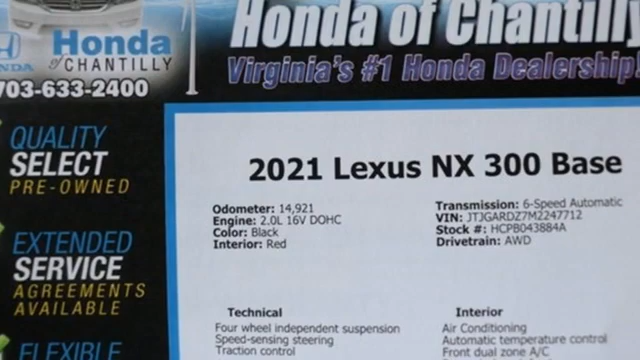 Honda of Chantilly
Virginia's #1 Honda Dealership!
Honda
of CHANTILLY
703-633-2400
QUALITY
SELECT
PRE-OWNED
EXTENDED
SERVICE
AGREEMENTS
AVAILABLE
FLEXIBLE
2021 Lexus NX 300 Base
Odometer: 14,921
Engine: 2.0L 16V DOHC
Color: Black
Interior: Red
Transmission: 6-Speed Automatic
VIN: JTJGARDZ7M2247712
Stock #: HCPB043884A
Drivetrain: AWD
Technical
Four wheel independent suspension
Speed-sensing steering
Traction control
Interior
Air Conditioning
Automatic temperature control
Front dual zone A/C